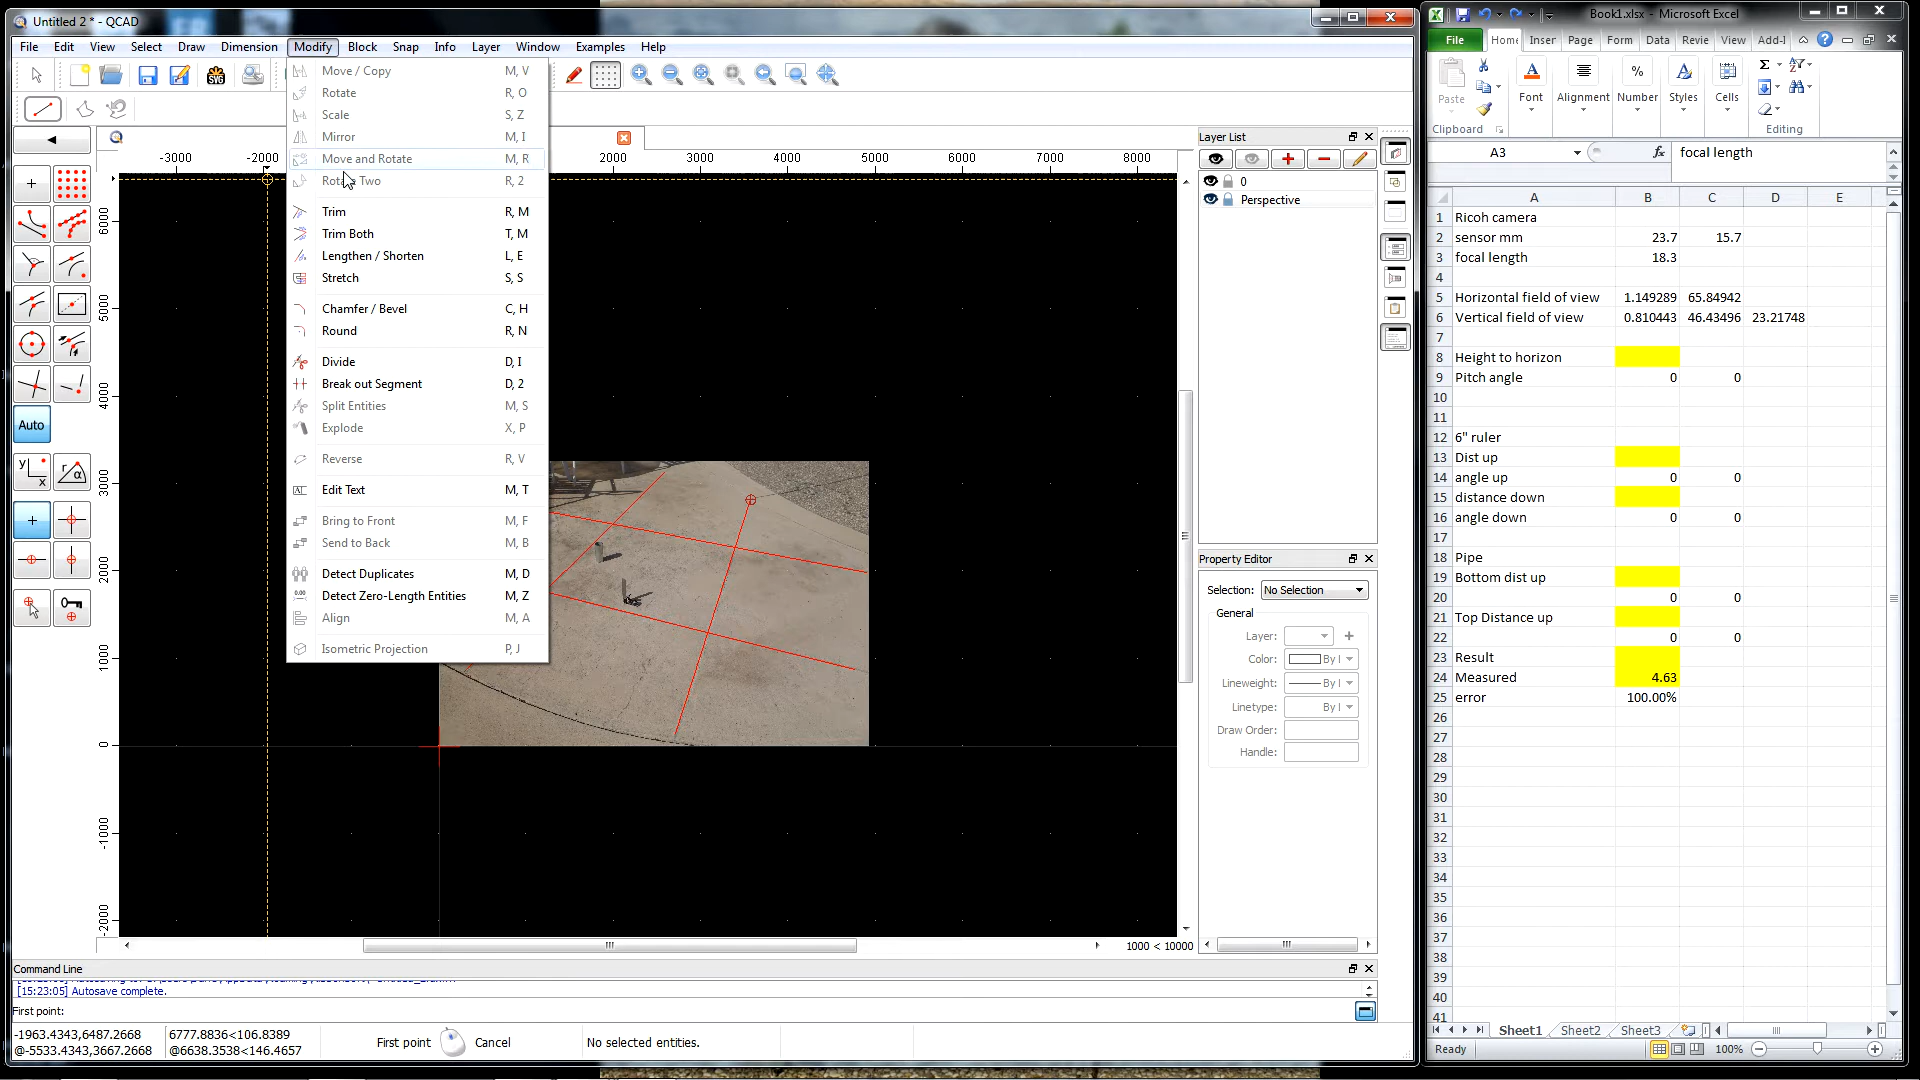 Untitled 2 * - QCAD
File Edit View Select Draw Dimension Modify Block Snap Info Layer Window Examples Help
Move / Copy M, V
Rotate R, O
Scale S, Z
Mirror M, I
Move and Rotate M, R
Rotate Two R, 2
Trim R, M
Trim Both T, M
Lengthen / Shorten L, E
Stretch S, S
Chamfer / Bevel C, H
Round R, N
Divide D, I
Break out Segment D, 2
Split Entities M, S
Explode X, P
Reverse R, V
Edit Text M, T
Bring to Front M, F
Send to Back M, B
Detect Duplicates M, D
Detect Zero-Length Entities M, Z
Align M, A
Isometric Projection P, J
SVG
Auto
-3000 -2000 2000 3000 4000 5000 6000 7000 8000
6000
5000
4000
3000
2000
1000
0
-1000
-2000
1000 < 10000
Layer List
0
Perspective
Property Editor
Selection: No Selection
General
Layer:
Color: By l
Lineweight: By l
Linetype: By l
Draw Order:
Handle:
Command Line
[15:23:05] Autosave complete.
First point:
-1963.4343,6487.2668
@-5533.4343,3667.2668
6777.8836<106.8389
@6638.3538<146.4657
First point Cancel No selected entities.
Book1.xlsx - Microsoft Excel
File Home Inser Page Form Data Revie View Add-I
Paste Font Alignment Number Styles Cells
Clipboard Editing
A3 fx focal length
A B C D E
1 Ricoh camera
2 sensor mm 23.7 15.7
3 focal length 18.3
4
5 Horizontal field of view 1.149289 65.84942
6 Vertical field of view 0.810443 46.43496 23.21748
7
8 Height to horizon
9 Pitch angle 0 0
10
11
12 6" ruler
13 Dist up
14 angle up 0 0
15 distance down
16 angle down 0 0
17
18 Pipe
19 Bottom dist up
20 0 0
21 Top Distance up
22 0 0
23 Result
24 Measured 4.63
25 error 100.00%
26
27
28
29
30
31
32
33
34
35
36
37
38
39
40
41
Sheet1 Sheet2 Sheet3
Ready 100%